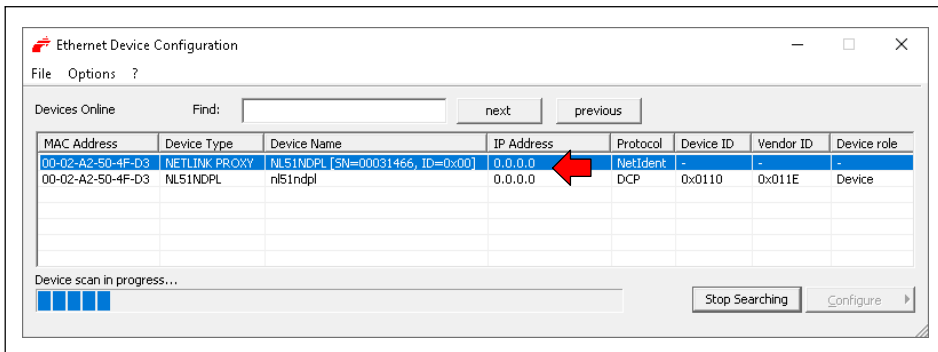 Ethernet Device Configuration
File Options ?
Devices Online Find: next previous
MAC Address Device Type Device Name IP Address Protocol Device ID Vendor ID Device role
00-02-A2-50-4F-D3 NETLINK PROXY NL51NDPL [SN=00031466, ID=0x00] 0.0.0.0 NetIdent - - -
00-02-A2-50-4F-D3 NL51NDPL nl51ndpl 0.0.0.0 DCP 0x0110 0x011E Device
Device scan in progress...
Stop Searching Configure